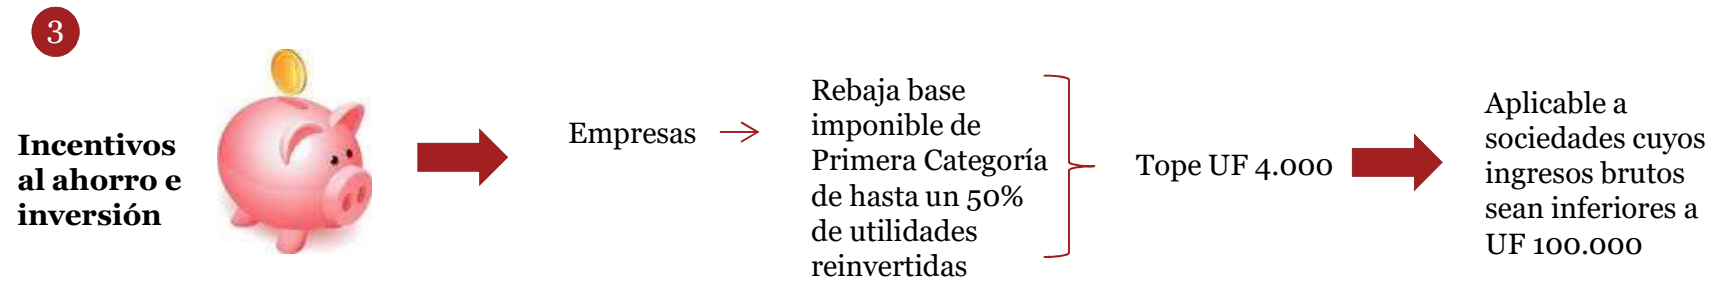 3
Incentivos
al ahorro e
inversión
Empresas
Rebaja base
imponible de
Primera Categoría
de hasta un 50%
de utilidades
reinvertidas
Tope UF 4.000
Aplicable a
sociedades cuyos
ingresos brutos
sean inferiores a
UF 100.000